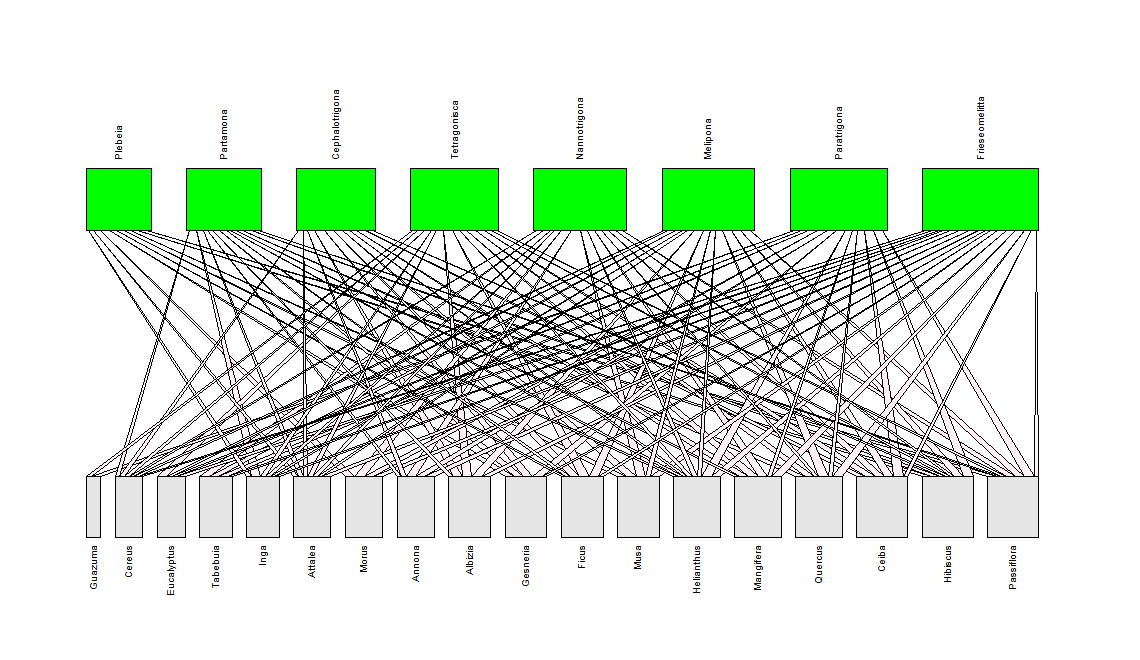 Plebeia
Partamona
Cephalotrigona
Tetragonisca
Nannotrigona
Melipona
Paratrigona
Frieseomelitta
Guazuma
Cereus
Eucalyptus
Tabebuia
Inga
Attalea
Morus
Annona
Albizia
Gesneria
Ficus
Musa
Helianthus
Mangifera
Quercus
Ceiba
Hibiscus
Passiflora